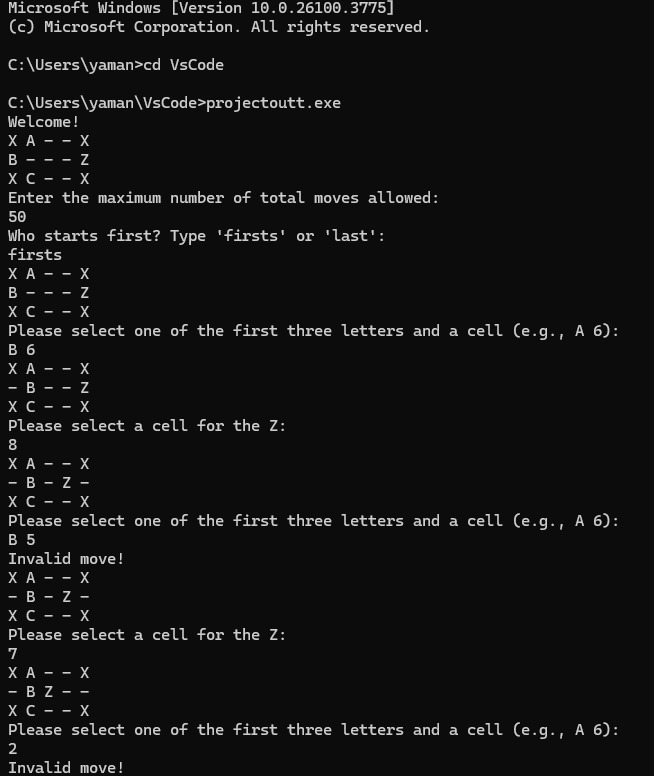 Microsoft Windows [Version 10.0.26100.3775]
(c) Microsoft Corporation. All rights reserved.
C:\Users\yaman>cd VsCode
C:\Users\yaman\VsCode>projectoutt.exe
Welcome!
X A - - X
B - - - Z
X C - - X
Enter the maximum number of total moves allowed:
50
Who starts first? Type 'firsts' or 'last':
firsts
X A - - X
B - - - Z
X C - - X
Please select one of the first three letters and a cell (e.g., A 6):
B 6
X A - - X
- B - - Z
X C - - X
Please select a cell for the Z:
8
X A - - X
- B - Z -
X C - - X
Please select one of the first three letters and a cell (e.g., A 6):
B 5
Invalid move!
X A - - X
- B - Z -
X C - - X
Please select a cell for the Z:
7
X A - - X
- B Z - -
X C - - X
Please select one of the first three letters and a cell (e.g., A 6):
2
Invalid move!